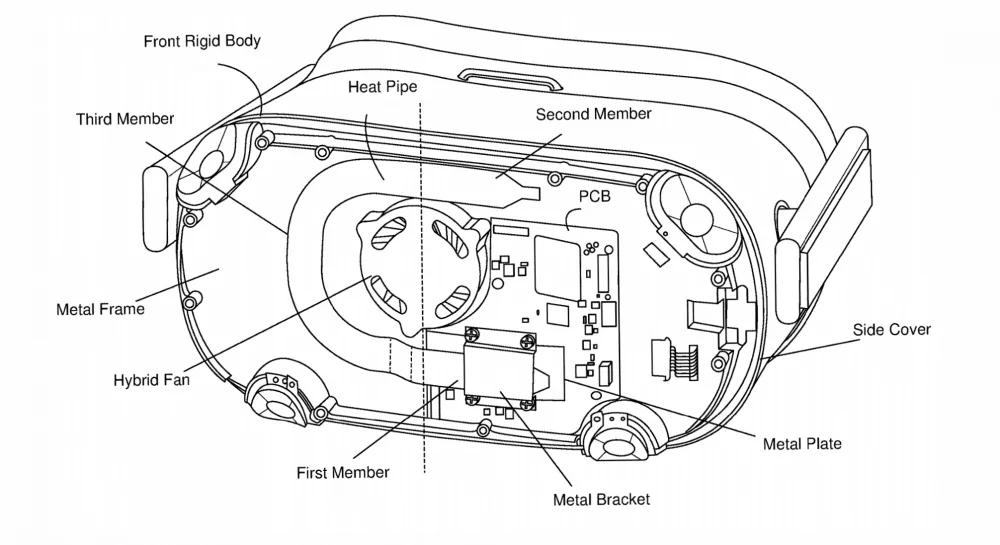 Front Rigid Body
Heat Pipe
Third Member
Second Member
PCB
Metal Frame
Side Cover
Hybrid Fan
Metal Plate
First Member
Metal Bracket